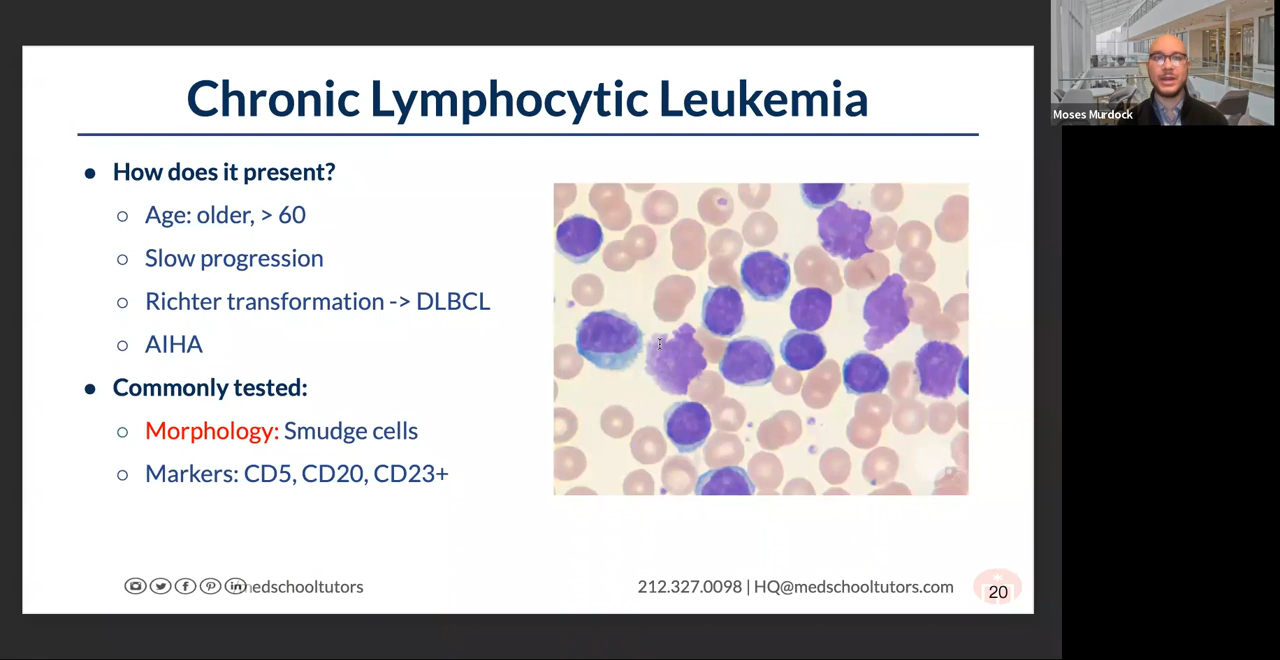 Chronic Lymphocytic Leukemia
● How does it present?
○ Age: older, > 60
○ Slow progression
○ Richter transformation -> DLBCL
○ AIHA
● Commonly tested:
○ Morphology: Smudge cells
○ Markers: CD5, CD20, CD23+
medschooltutors
212.327.0098 | HQ@medschooltutors.com
20
Moses Murdock